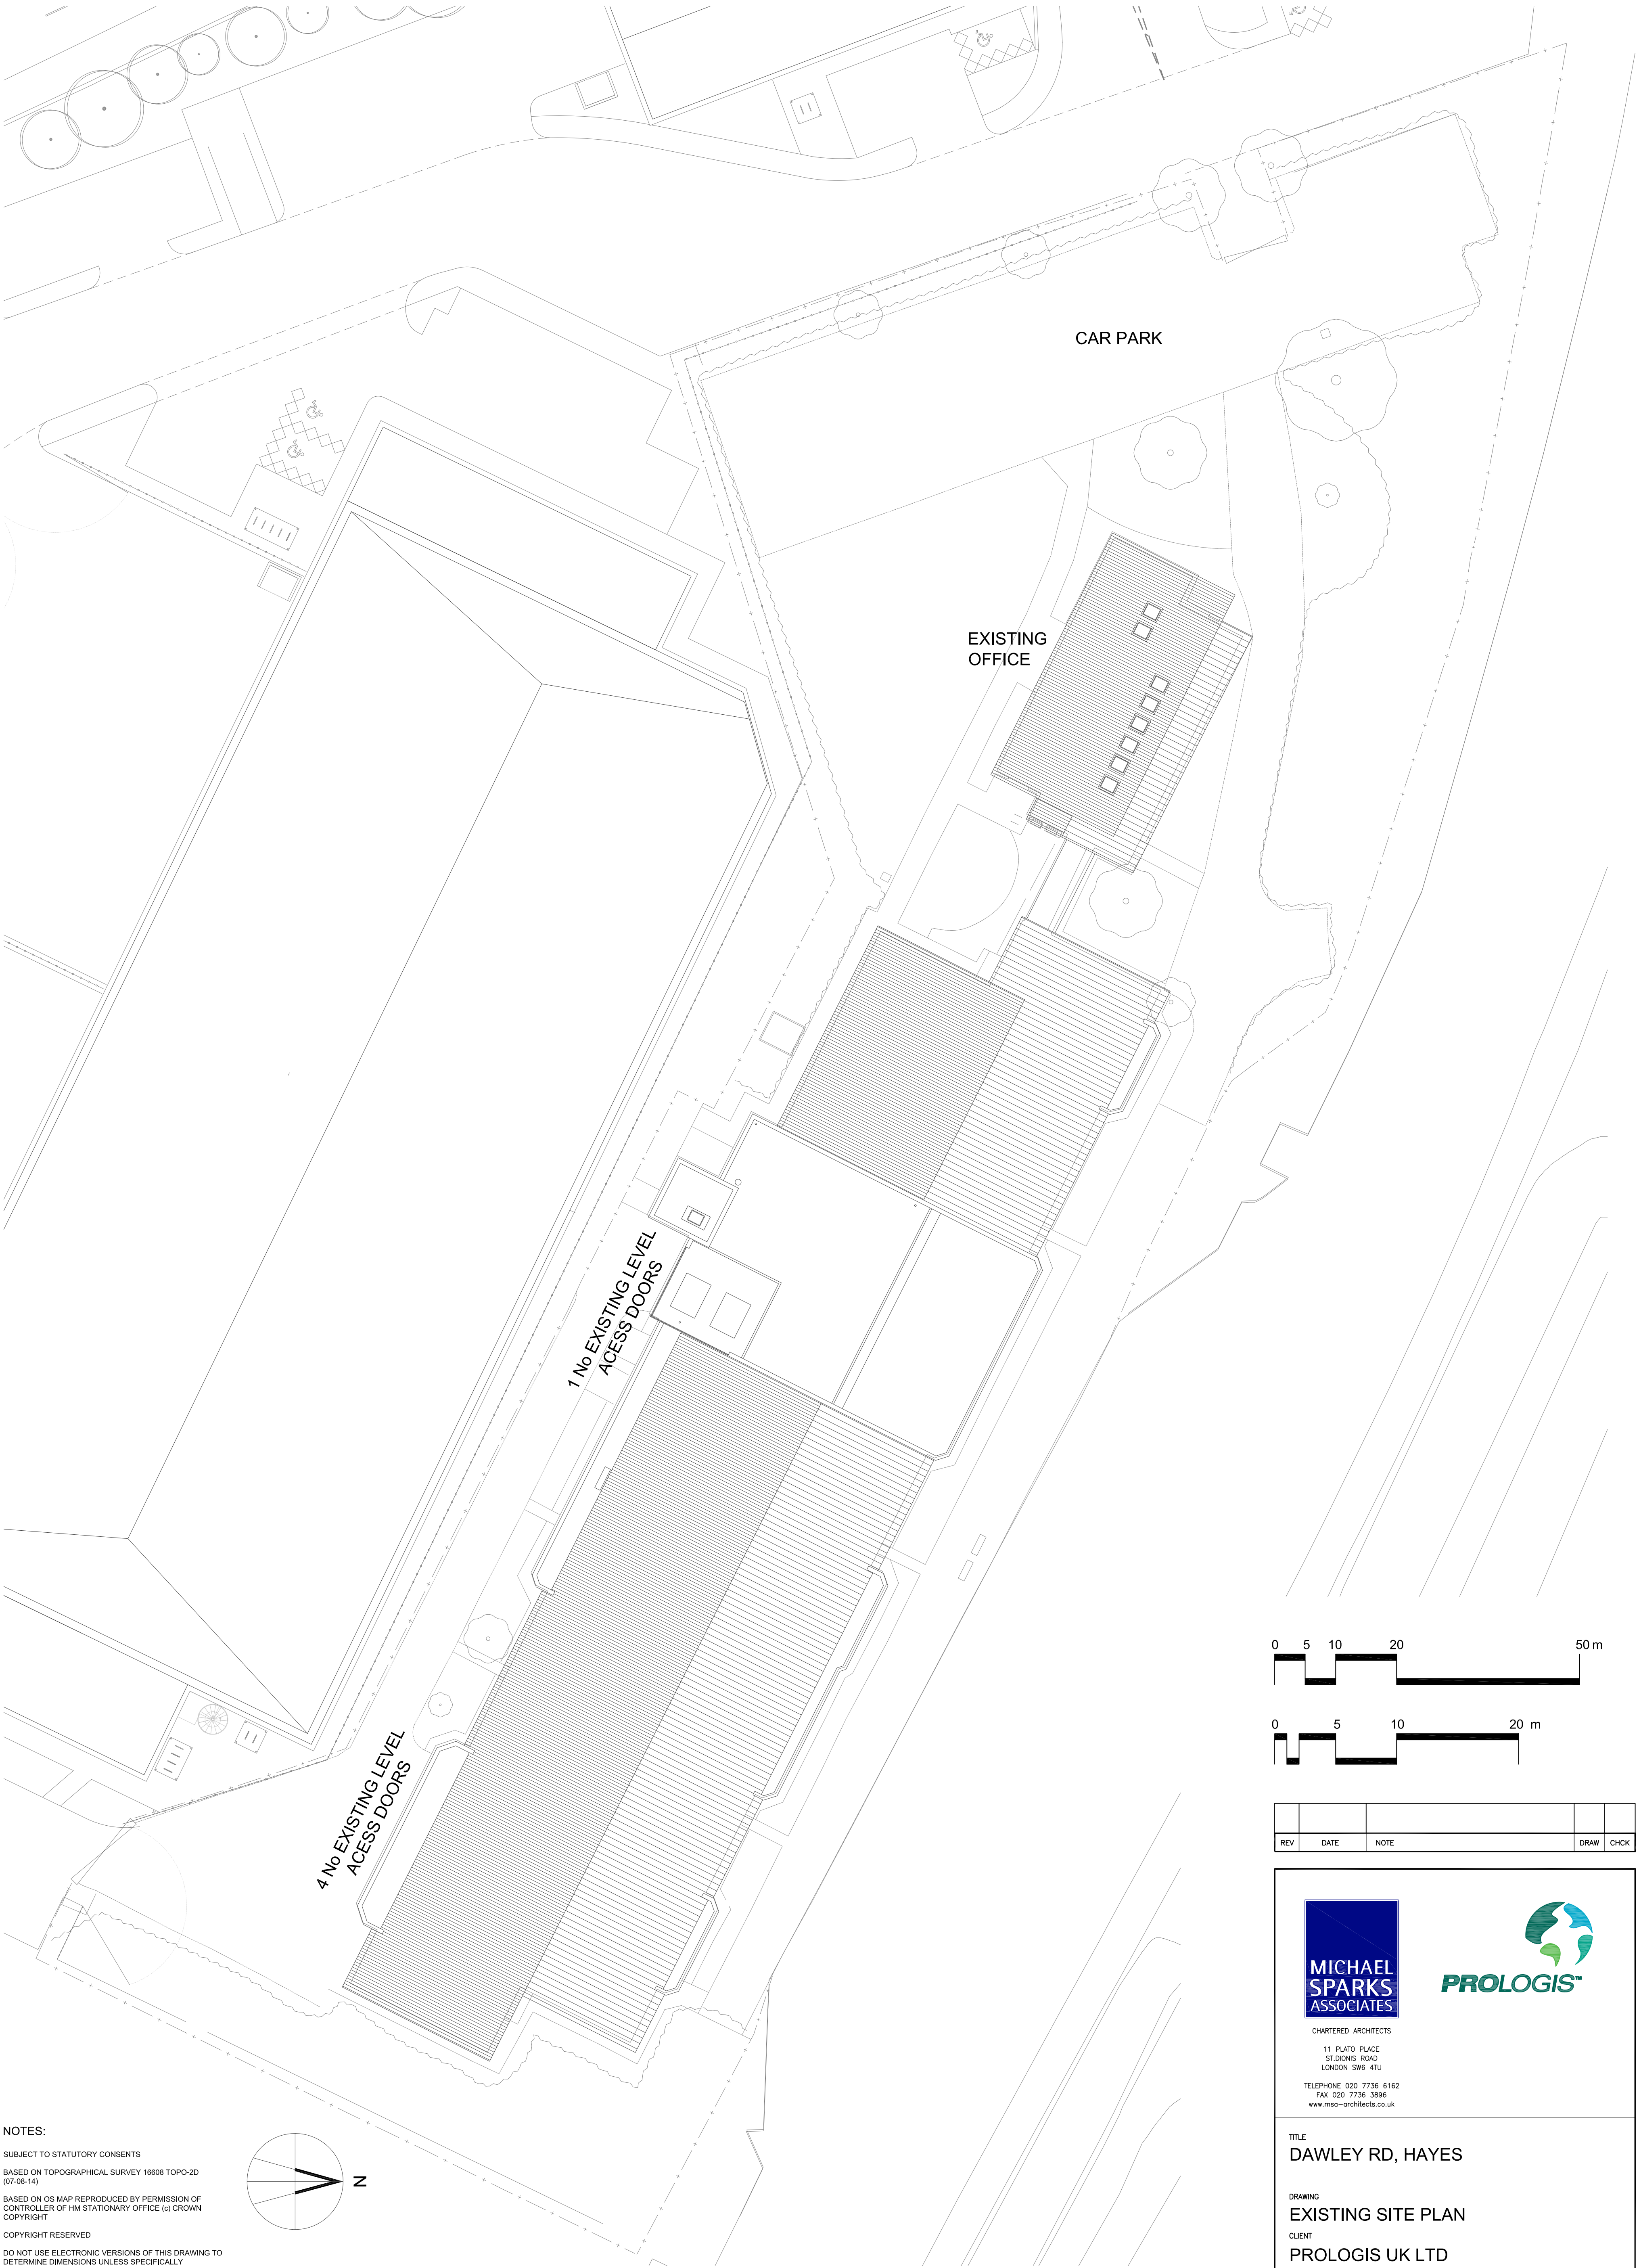 CAR PARK
EXISTING
OFFICE
1 No EXISTING LEVEL
ACESS DOORS
4 No EXISTING LEVEL
ACESS DOORS
0 5 10 20 50 m
0 5 10 20 m
REV DATE NOTE DRAW CHCK
MICHAEL
SPARKS
ASSOCIATES
PROLOGIS™
CHARTERED ARCHITECTS
11 PLATO PLACE
ST.DIONIS ROAD
LONDON SW6 4TU
TELEPHONE 020 7736 6162
FAX 020 7736 3896
www.msa-architects.co.uk
TITLE
DAWLEY RD, HAYES
DRAWING
EXISTING SITE PLAN
CLIENT
PROLOGIS UK LTD
NOTES:
SUBJECT TO STATUTORY CONSENTS
BASED ON TOPOGRAPHICAL SURVEY 16608 TOPO-2D
(07-08-14)
BASED ON OS MAP REPRODUCED BY PERMISSION OF
CONTROLLER OF HM STATIONARY OFFICE (c) CROWN
COPYRIGHT
COPYRIGHT RESERVED
DO NOT USE ELECTRONIC VERSIONS OF THIS DRAWING TO
DETERMINE DIMENSIONS UNLESS SPECIFICALLY
N